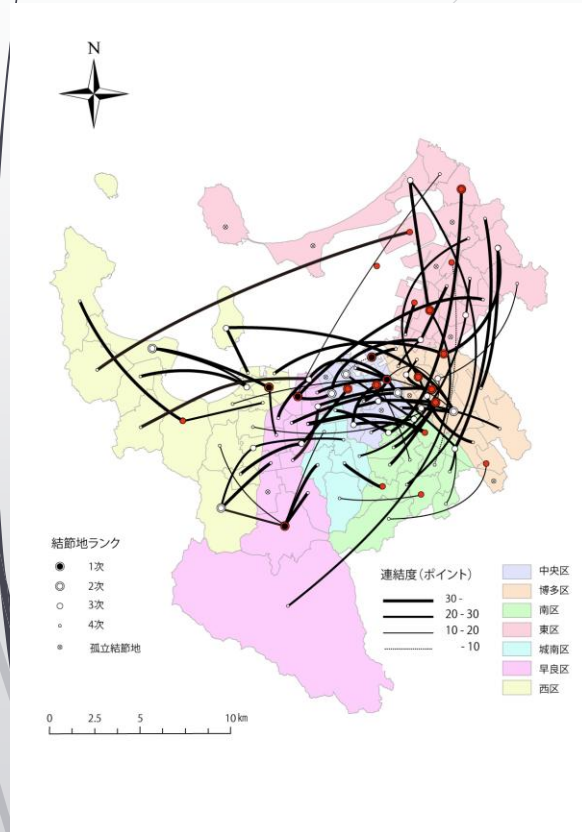 N
結節地ランク
1次
2次
3次
4次
孤立結節地
0 2.5 5 10 km
連結度(ポイント)
30 -
20 - 30
10 - 20
- 10
中央区
博多区
南区
東区
城南区
早良区
西区